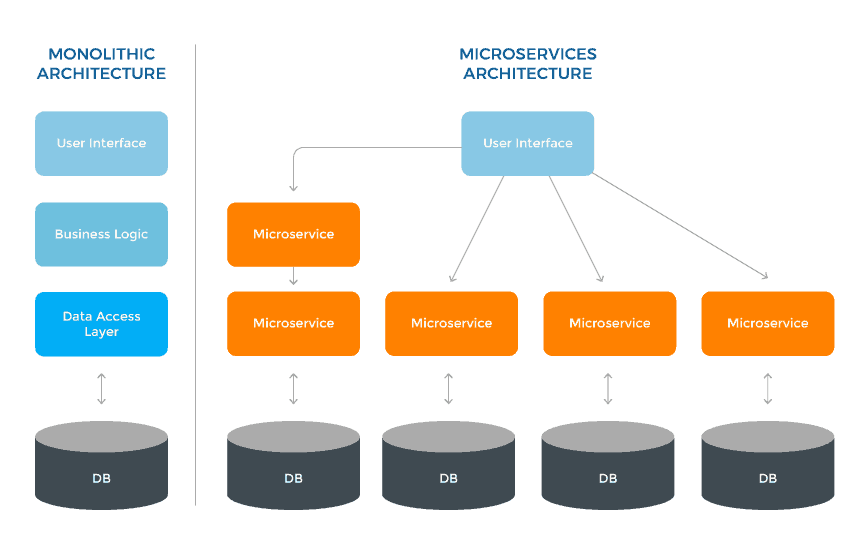 MONOLITHIC
ARCHITECTURE
User Interface
Business Logic
Data Access
Layer
DB
MICROSERVICES
ARCHITECTURE
User Interface
Microservice
Microservice
Microservice
Microservice
Microservice
DB
DB
DB
DB